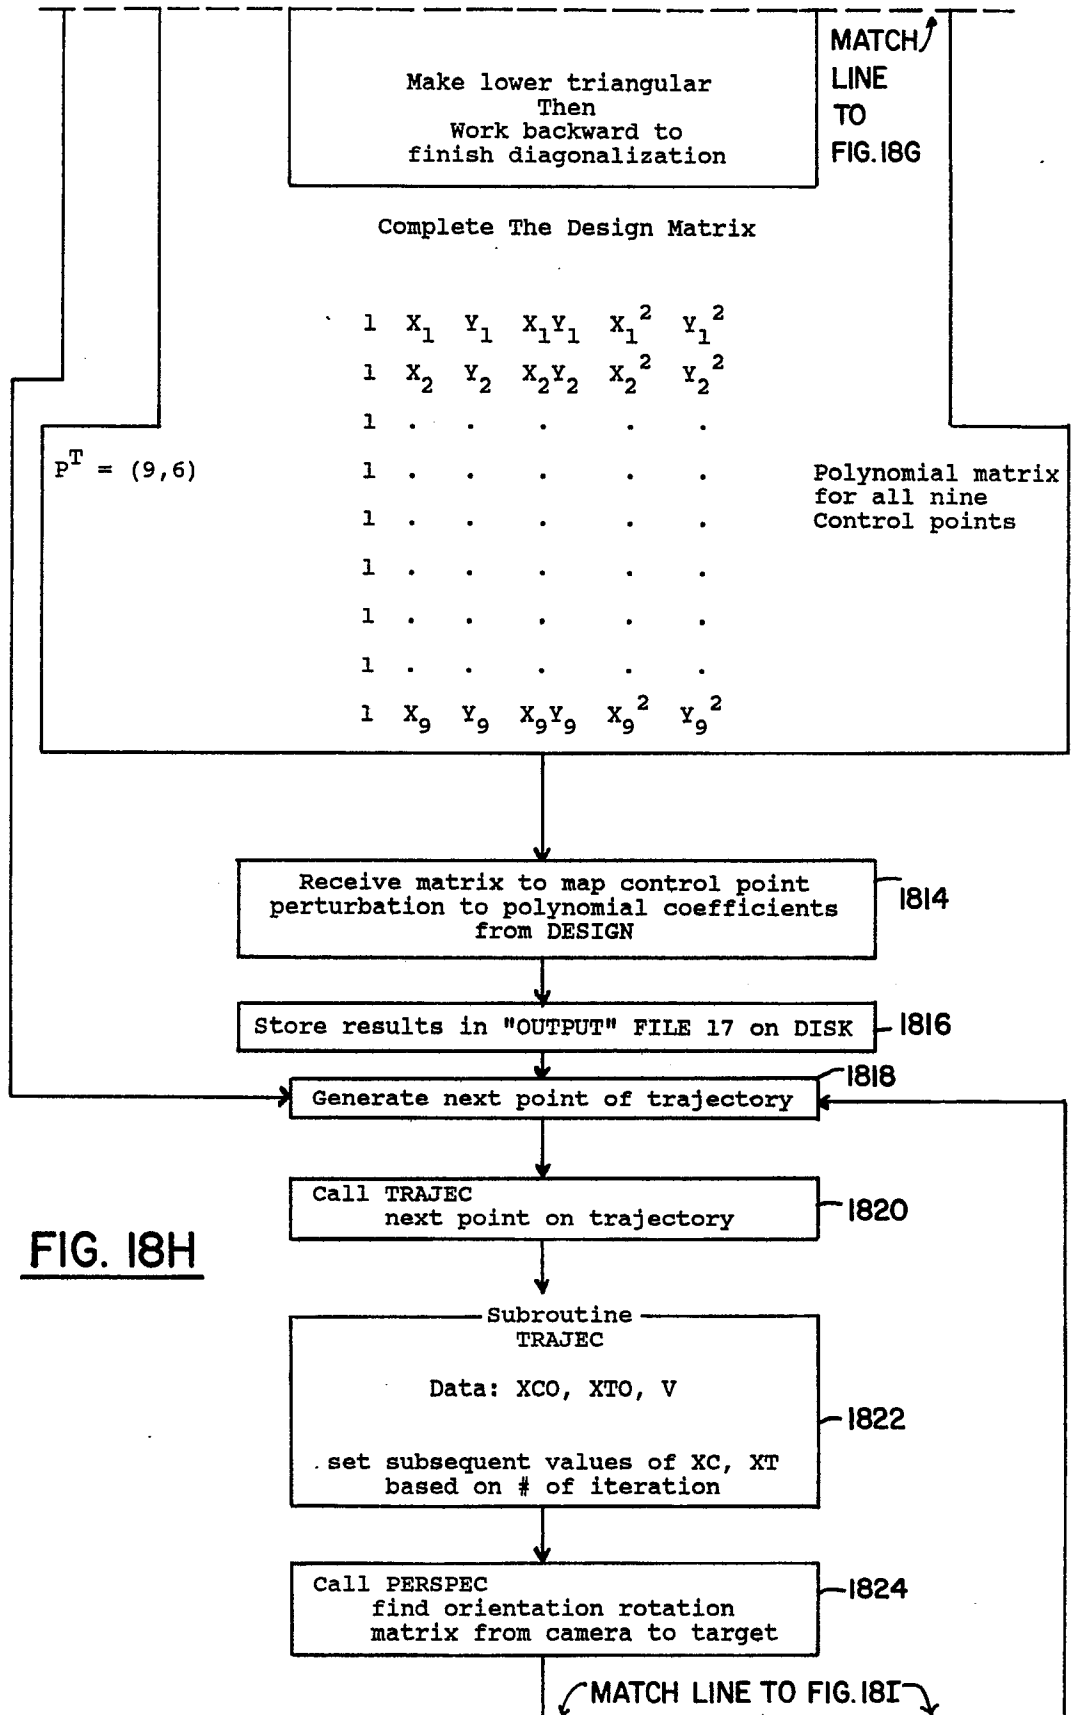 MATCH
LINE
TO
FIG.18G
Make lower triangular
Then
Work backward to
finish diagonalization
Complete The Design Matrix
1 X₁ Y₁ X₁Y₁ X₁² Y₁²
1 X₂ Y₂ X₂Y₂ X₂² Y₂²
1 . . . . .
1 . . . . .
1 . . . . .
1 . . . . .
1 . . . . .
1 . . . . .
1 X₉ Y₉ X₉Y₉ X₉² Y₉²
Pᵀ = (9,6)
Polynomial matrix
for all nine
Control points
Receive matrix to map control point
perturbation to polynomial coefficients
from DESIGN
1814
Store results in "OUTPUT" FILE 17 on DISK
1816
1818
Generate next point of trajectory
Call TRAJEC
next point on trajectory
1820
FIG. 18H
Subroutine
TRAJEC
Data: XCO, XTO, V
1822
set subsequent values of XC, XT
based on # of iteration
Call PERSPEC
find orientation rotation
matrix from camera to target
1824
MATCH LINE TO FIG.18I